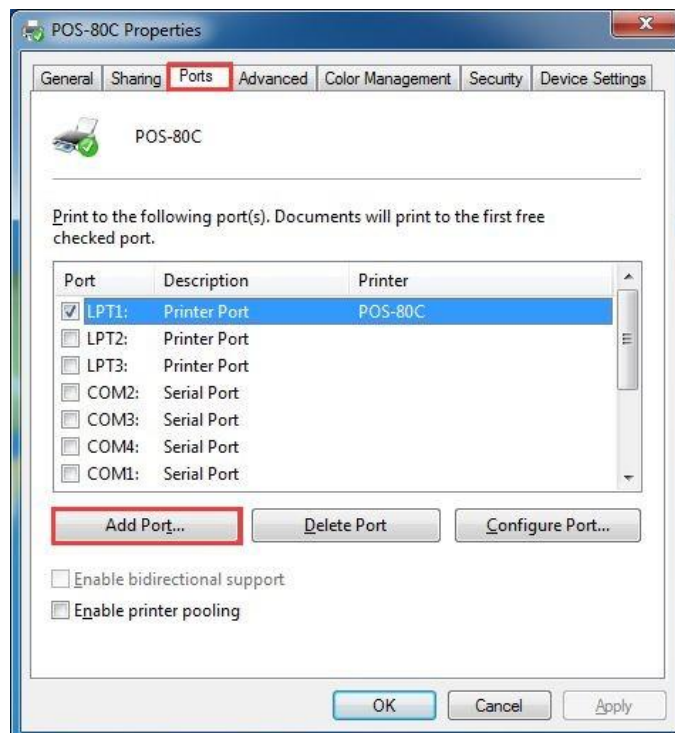 POS-80C Properties
General Sharing Ports Advanced Color Management Security Device Settings
POS-80C
Print to the following port(s). Documents will print to the first free
checked port.
Port Description Printer
LPT1: Printer Port POS-80C
LPT2: Printer Port
LPT3: Printer Port
COM2: Serial Port
COM3: Serial Port
COM4: Serial Port
COM1: Serial Port
Add Port... Delete Port Configure Port...
Enable bidirectional support
Enable printer pooling
OK Cancel Apply